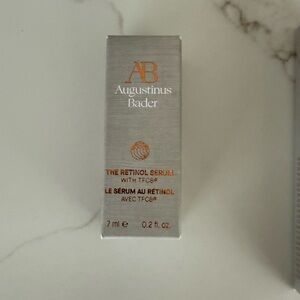 AB
Augustinus
Bader
THE RETINOL SERUM
WITH TFC8®
LE SÉRUM AU RÉTINOL
AVEC TFC8®
7 ml ℮ 0.2 fl. oz.